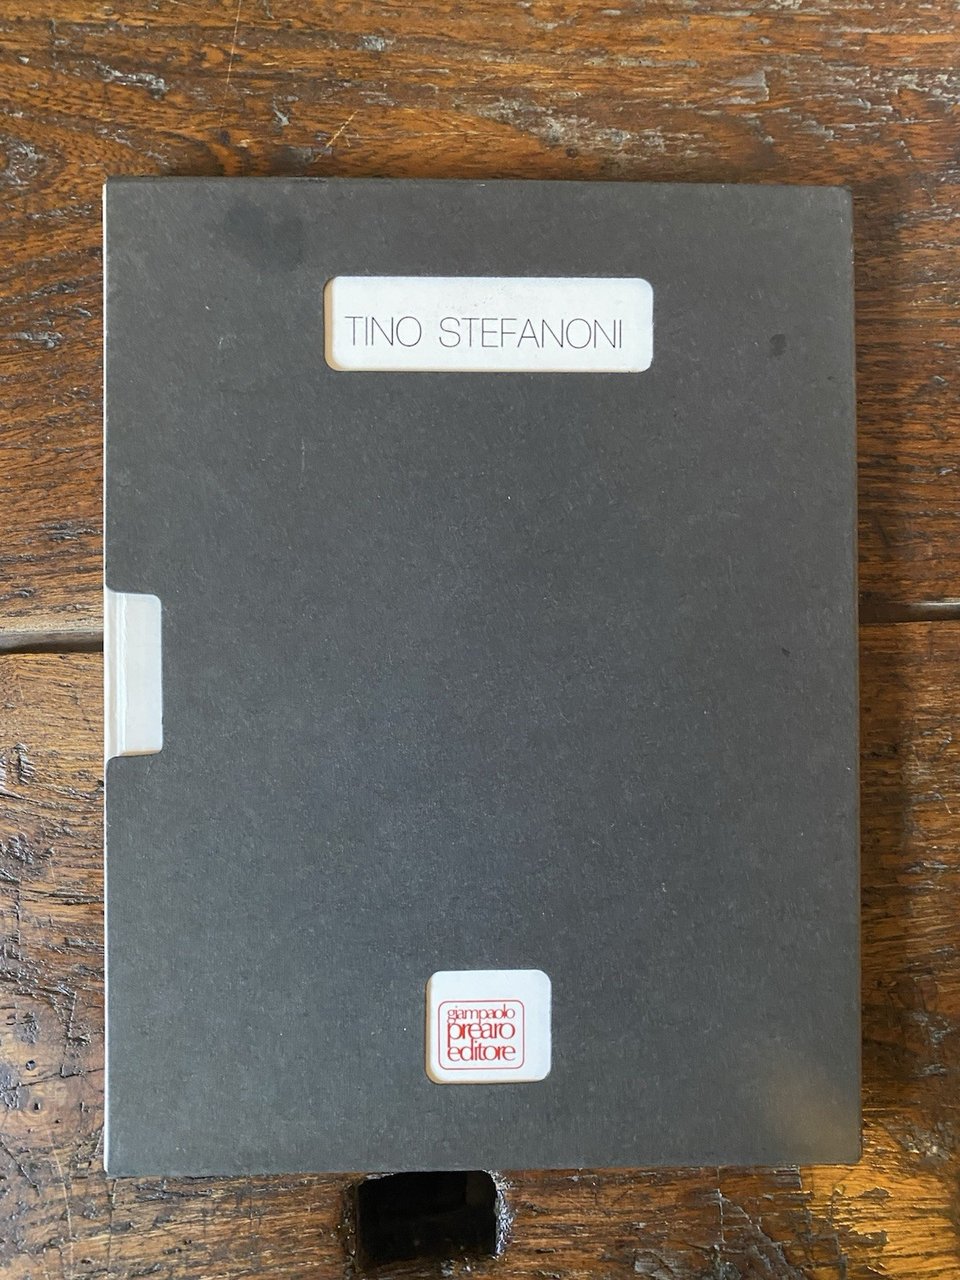 TINO STEFANONI
giampaolo
prearo
editore